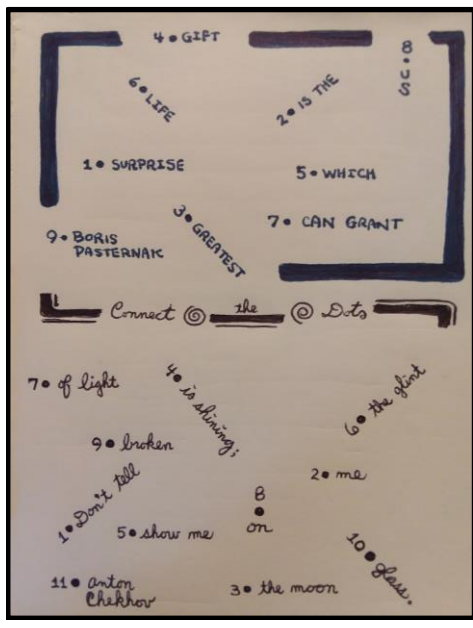 4 • GIFT
8 • US
6 • LIFE
2 • IS THE
1 • SURPRISE
5 • WHICH
3 • GREATEST
7 • CAN GRANT
9 • BORIS
PASTERNAK
Connect the Dots
7 • of light
4 • is shining;
6 • the glint
9 • broken
2 • me
1 • Don't tell
8 • on
5 • show me
10 • glass.
11 • anton
Chekhov
3 • the moon